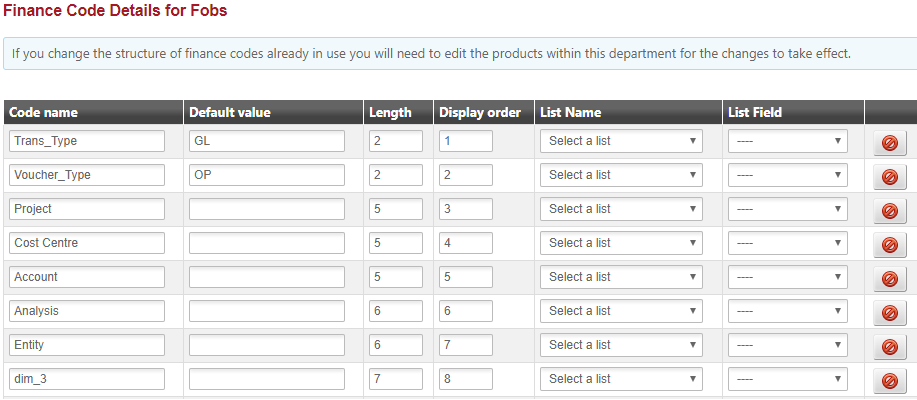 Finance Code Details for Fobs
If you change the structure of finance codes already in use you will need to edit the products within this department for the changes to take effect.
Code name Default value Length Display order List Name List Field
Trans_Type GL 2 1 Select a list ----
Voucher_Type OP 2 2 Select a list ----
Project 5 3 Select a list ----
Cost Centre 5 4 Select a list ----
Account 5 5 Select a list ----
Analysis 6 6 Select a list ----
Entity 6 7 Select a list ----
dim_3 7 8 Select a list ----